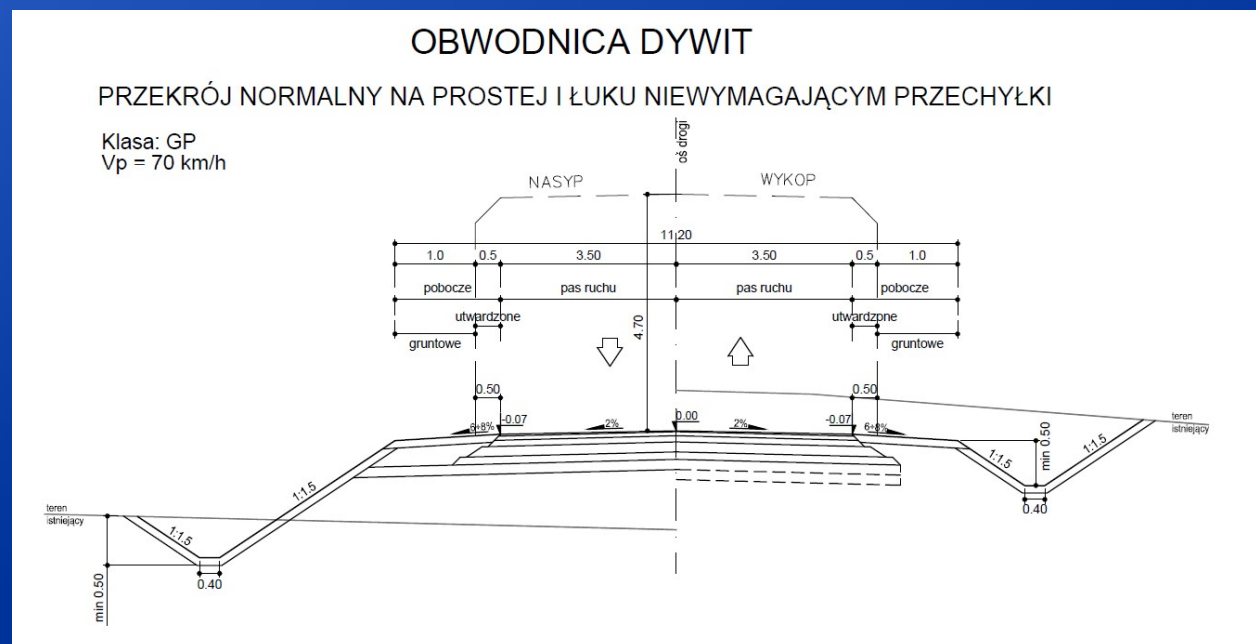 OBWODNICA DYWIT
PRZEKRÓJ NORMALNY NA PROSTEJ I ŁUKU NIEWYMAGAJĄCYM PRZECHYŁKI
Klasa: GP
Vp = 70 km/h
oś drogi
NASYP WYKOP
11,20
1.0 0.5 3.50 3.50 0.5 1.0
pobocze pas ruchu pas ruchu pobocze
utwardzone utwardzone
gruntowe 4.70 gruntowe
0.50 0.50
6÷8% -0.07 2% 0.00 2% -0.07 6÷8%
teren
istniejący
1:1.5 min 0.50 1:1.5
1:1.5
0.40
teren
istniejący
1:1.5
min 0.50
0.40